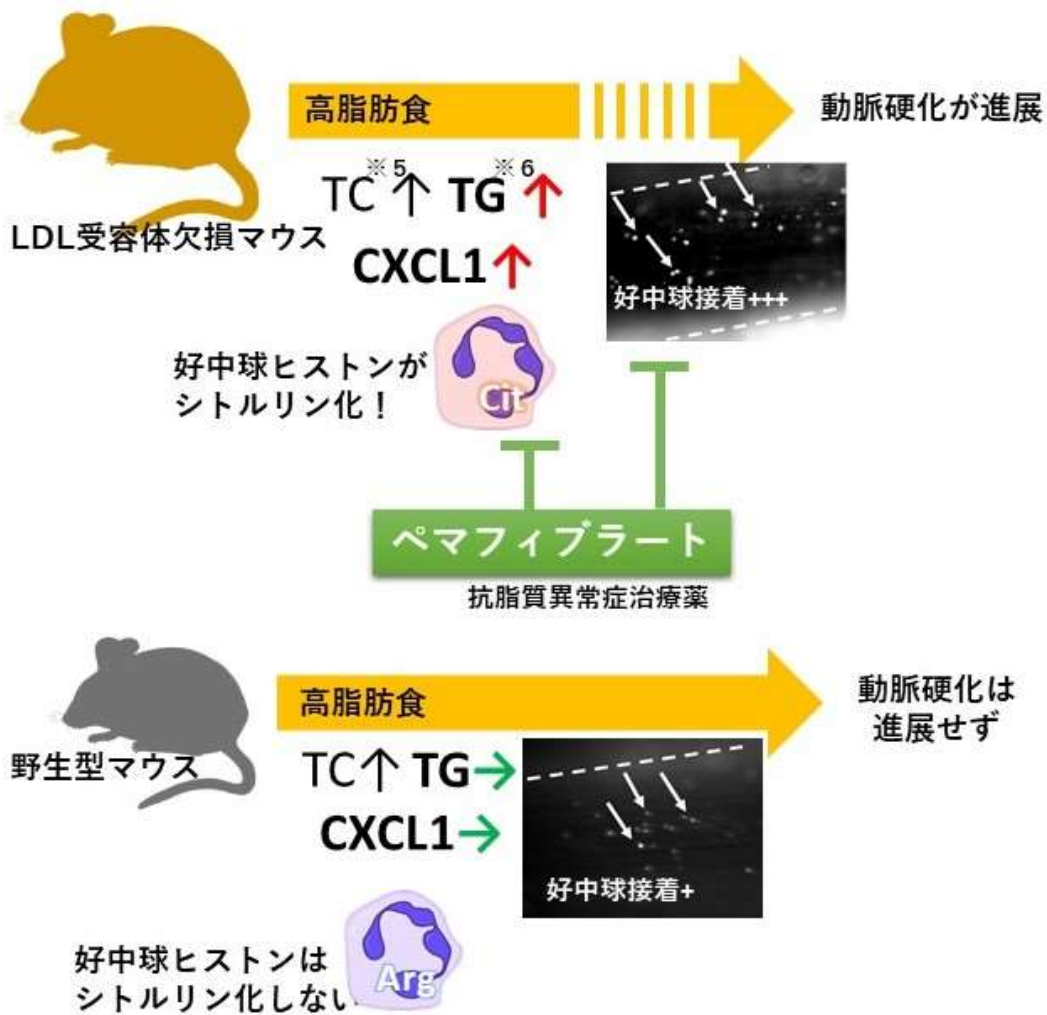 高脂肪食
動脈硬化が進展
TC※5↑ TG※6↑
LDL受容体欠損マウス
CXCL1↑
好中球接着+++
好中球ヒストンが
シトルリン化！
Cit
ペマフィブラート
抗脂質異常症治療薬
高脂肪食
動脈硬化は
進展せず
野生型マウス
TC↑ TG→
CXCL1→
好中球接着+
好中球ヒストンは
シトルリン化しない
Arg